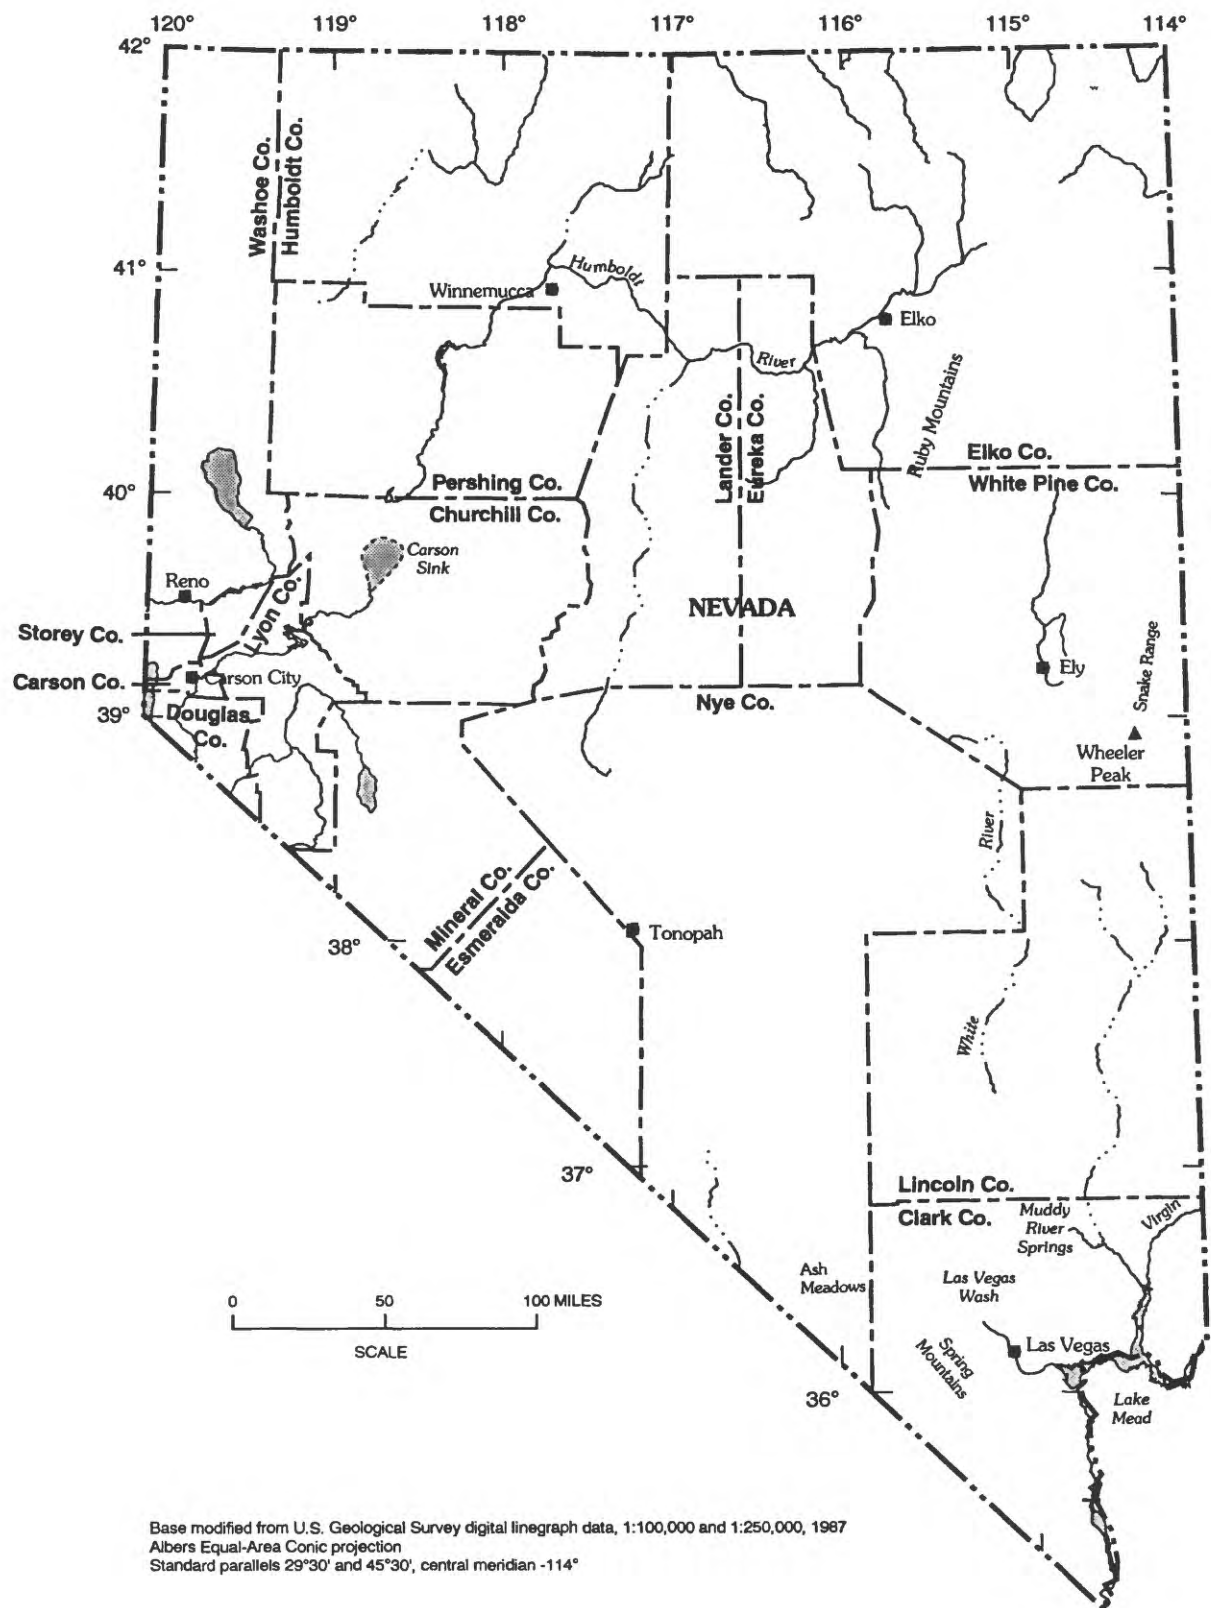 120° 119° 118° 117° 116° 115° 114°
42°
Washoe Co.
Humboldt Co.
41°
Humboldt
Winnemucca
Elko
River
Ruby Mountains
Lander Co.
Eureka Co.
Elko Co.
White Pine Co.
40°
Pershing Co.
Churchill Co.
Carson
Sink
Reno
Lyon Co.
NEVADA
Storey Co.
Ely
Snake Range
Carson Co.
Carson City
39°
Douglas
Co.
Nye Co.
Wheeler
Peak
River
Mineral Co.
Esmeralda Co.
Tonopah
38°
White
37°
Lincoln Co.
Clark Co.
Muddy
River
Springs
Virgin
Ash
Meadows
Las Vegas
Wash
0 50 100 MILES
SCALE
Las Vegas
Spring
Mountains
36°
Lake
Mead
Base modified from U.S. Geological Survey digital linegraph data, 1:100,000 and 1:250,000, 1987
Albers Equal-Area Conic projection
Standard parallels 29°30' and 45°30', central meridian -114°